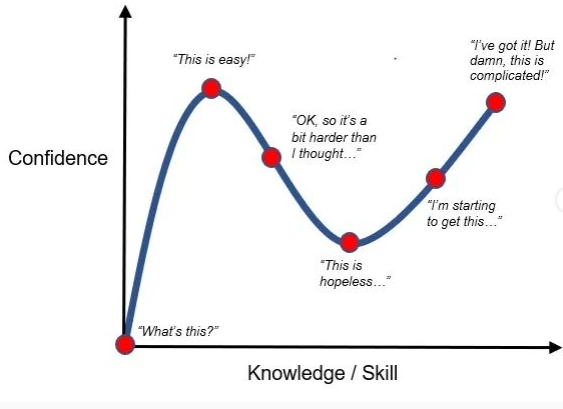 "I've got it! But
damn, this is
complicated!"
"This is easy!"
"OK, so it's a
bit harder than
I thought…"
Confidence
"I'm starting
to get this…"
"This is
hopeless…"
"What's this?"
Knowledge / Skill